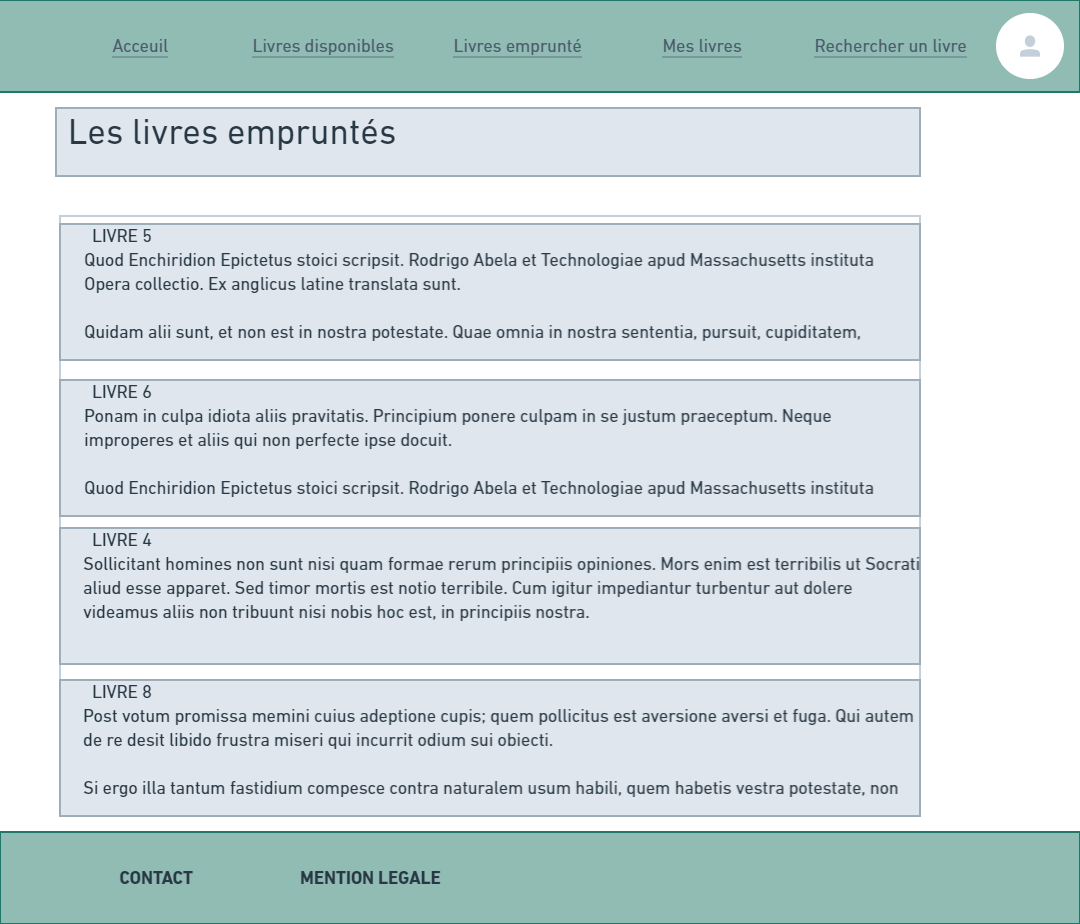 Acceuil Livres disponibles Livres emprunté Mes livres Rechercher un livre
Les livres empruntés
LIVRE 5
Quod Enchiridion Epictetus stoici scripsit. Rodrigo Abela et Technologiae apud Massachusetts instituta
Opera collectio. Ex anglicus latine translata sunt.
Quidam alii sunt, et non est in nostra potestate. Quae omnia in nostra sententia, pursuit, cupiditatem,
LIVRE 6
Ponam in culpa idiota aliis pravitatis. Principium ponere culpam in se justum praeceptum. Neque
improperes et aliis qui non perfecte ipse docuit.
Quod Enchiridion Epictetus stoici scripsit. Rodrigo Abela et Technologiae apud Massachusetts instituta
LIVRE 4
Sollicitant homines non sunt nisi quam formae rerum principiis opiniones. Mors enim est terribilis ut Socrati
aliud esse apparet. Sed timor mortis est notio terribile. Cum igitur impediantur turbentur aut dolere
videamus aliis non tribuunt nisi nobis hoc est, in principiis nostra.
LIVRE 8
Post votum promissa memini cuius adeptione cupis; quem pollicitus est aversione aversi et fuga. Qui autem
de re desit libido frustra miseri qui incurrit odium sui obiecti.
Si ergo illa tantum fastidium compesce contra naturalem usum habili, quem habetis vestra potestate, non
CONTACT MENTION LEGALE